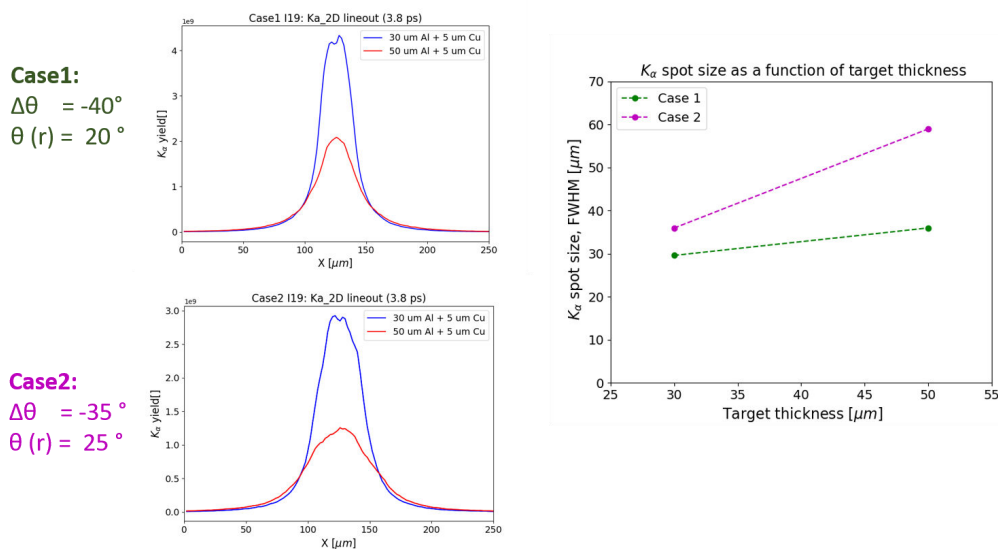 Case1:
Δθ = -40°
θ (r) = 20 °
Case1 I19: Ka_2D lineout (3.8 ps)
1e9
30 um Al + 5 um Cu
50 um Al + 5 um Cu
4
3
2
1
0
Kα yield[]
0 50 100 150 200 250
X [μm]
Case2:
Δθ = -35 °
θ (r) = 25 °
Case2 I19: Ka_2D lineout (3.8 ps)
1e9
30 um Al + 5 um Cu
50 um Al + 5 um Cu
3.0
2.5
2.0
1.5
1.0
0.5
0.0
Kα yield[]
0 50 100 150 200 250
X [μm]
Kα spot size as a function of target thickness
Case 1
Case 2
70
60
50
40
30
20
10
0
Kα spot size, FWHM [μm]
25 30 35 40 45 50 55
Target thickness [μm]